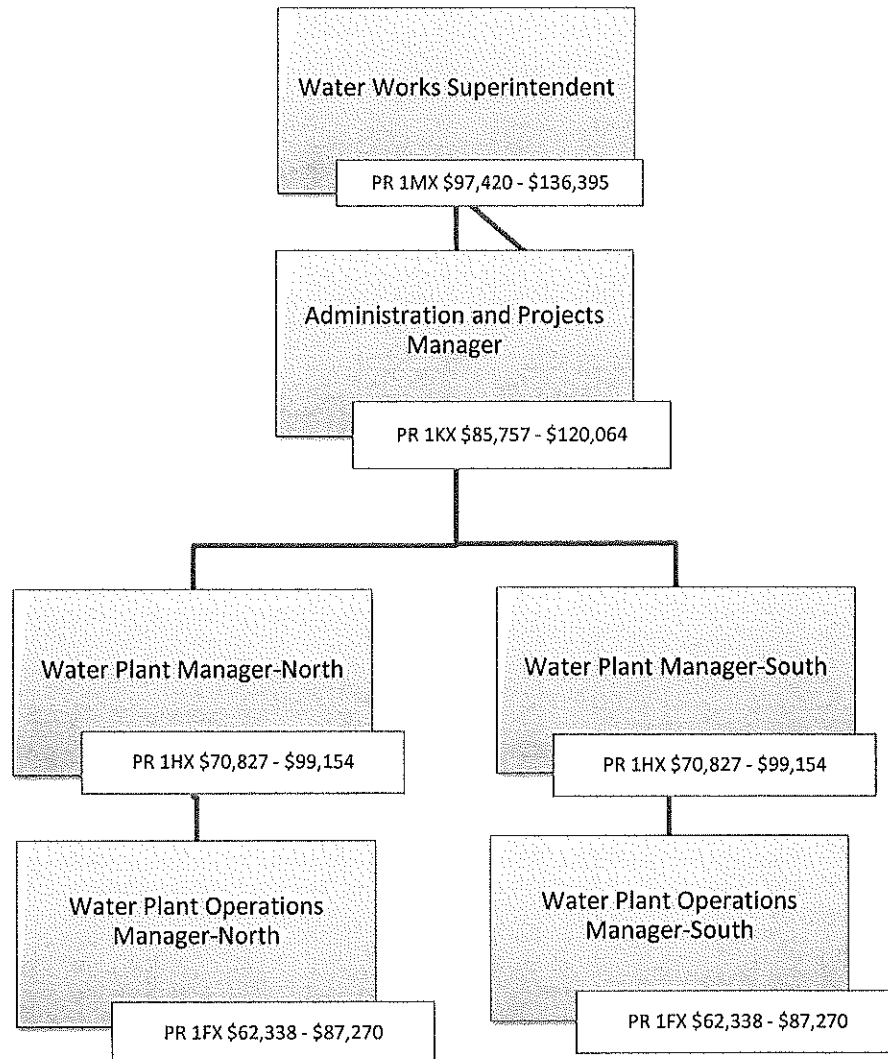 Water Works Superintendent
PR 1MX $97,420 - $136,395
Administration and Projects
Manager
PR 1KX $85,757 - $120,064
Water Plant Manager-North
PR 1HX $70,827 - $99,154
Water Plant Manager-South
PR 1HX $70,827 - $99,154
Water Plant Operations
Manager-North
PR 1FX $62,338 - $87,270
Water Plant Operations
Manager-South
PR 1FX $62,338 - $87,270